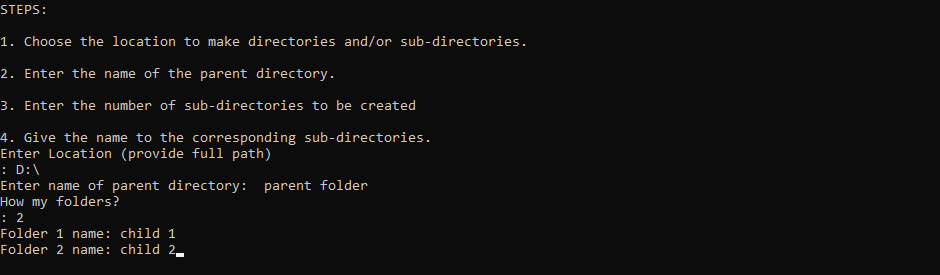 STEPS:
1. Choose the location to make directories and/or sub-directories.
2. Enter the name of the parent directory.
3. Enter the number of sub-directories to be created
4. Give the name to the corresponding sub-directories.
Enter Location (provide full path)
: D:\
Enter name of parent directory:  parent folder
How my folders?
: 2
Folder 1 name: child 1
Folder 2 name: child 2